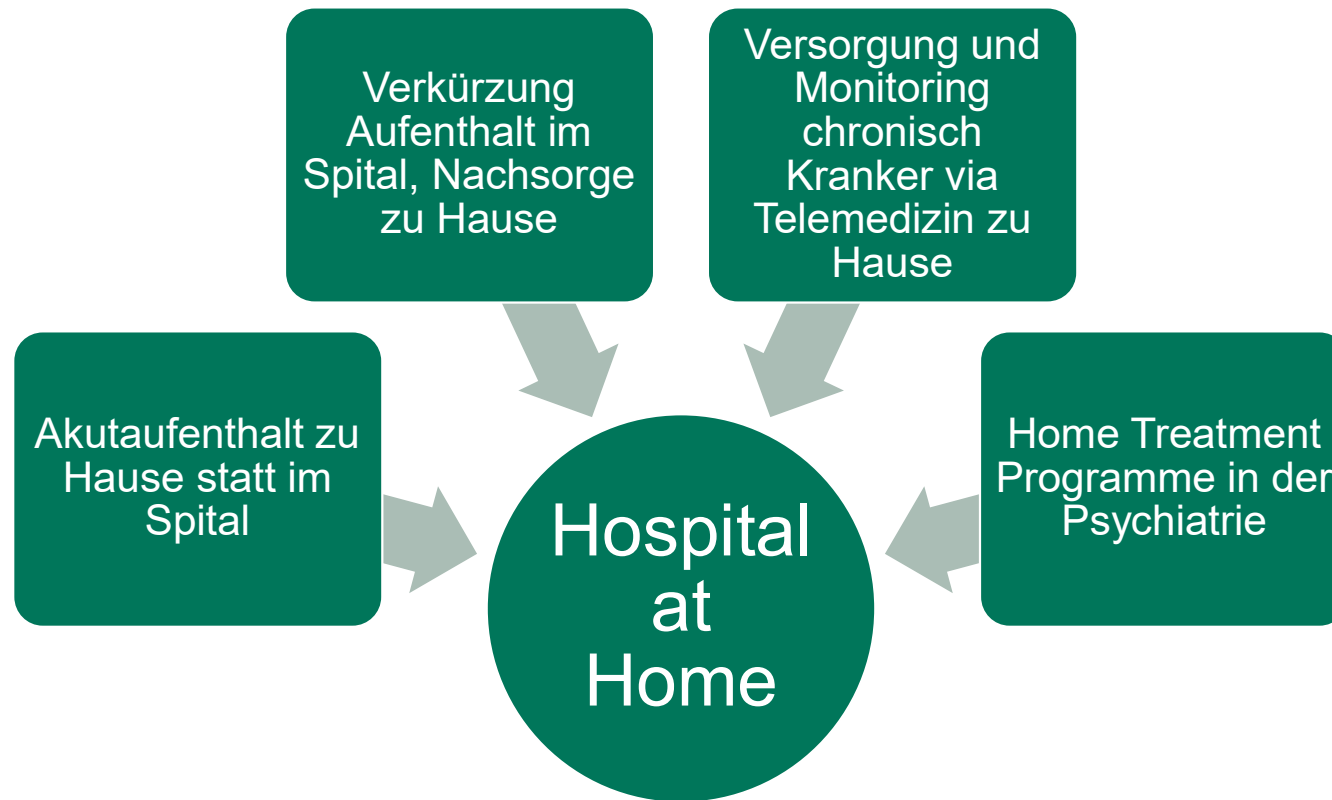 Verkürzung
Aufenthalt im
Spital, Nachsorge
zu Hause
Versorgung und
Monitoring
chronisch
Kranker via
Telemedizin zu
Hause
Akutaufenthalt zu
Hause statt im
Spital
Home Treatment
Programme in der
Psychiatrie
Hospital
at
Home